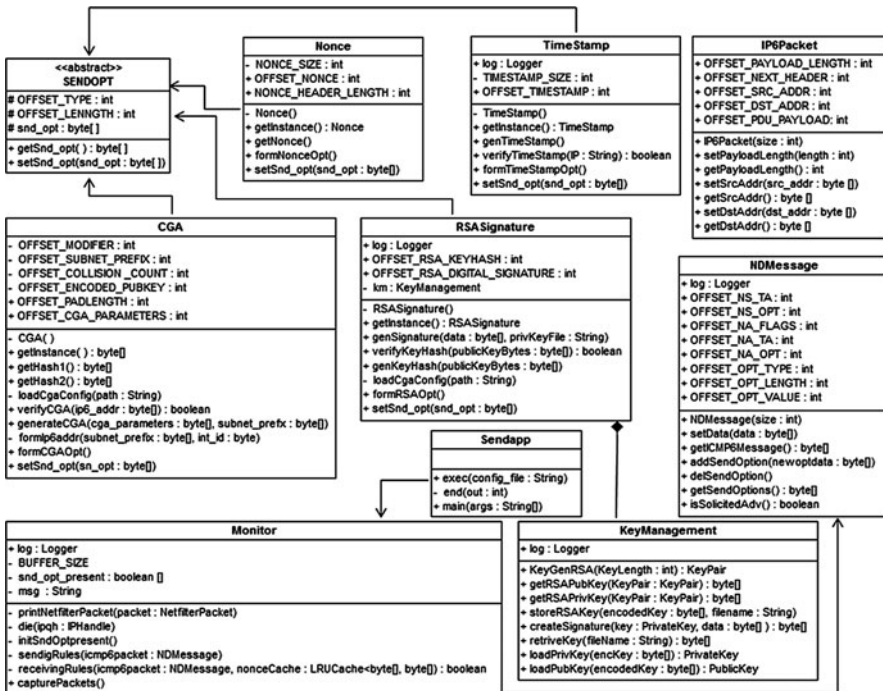 <<abstract>>
SENDOPT
# OFFSET_TYPE : int
# OFFSET_LENNGTH : int
# snd_opt : byte[ ]
+ getSnd_opt( ) : byte[ ]
+ setSnd_opt(snd_opt : byte[ ])
Nonce
- NONCE_SIZE : int
+ OFFSET_NONCE : int
+ NONCE_HEADER_LENGTH : int
- Nonce()
+ getInstance() : Nonce
+ getNonce()
+ formNonceOpt()
+ setSnd_opt(snd_opt : byte[])
TimeStamp
+ log : Logger
- TIMESTAMP_SIZE : int
+ OFFSET_TIMESTAMP : int
- TimeStamp()
+ getInstance() : TimeStamp
+ genTimeStamp()
+ verifyTimeStamp(IP : String) : boolean
+ formTimeStampOpt()
+ setSnd_opt(snd_opt : byte[])
IP6Packet
+ OFFSET_PAYLOAD_LENGTH : int
+ OFFSET_NEXT_HEADER : int
+ OFFSET_SRC_ADDR : int
+ OFFSET_DST_ADDR : int
+ OFFSET_PDU_PAYLOAD: int
+ IP6Packet(size : int)
+ setPayloadLength(length : int)
+ getPayloadLength() : int
+ setSrcAddr(src_addr : byte [])
+ getSrcAddr() : byte []
+ setDstAddr(dst_addr : byte [])
+ getDstAddr() : byte []
CGA
- OFFSET_MODIFIER : int
- OFFSET_SUBNET_PREFIX : int
- OFFSET_COLLISION _COUNT : int
- OFFSET_ENCODED_PUBKEY : int
+ OFFSET_PADLENGTH : int
+ OFFSET_CGA_PARAMETERS : int
- CGA( )
+ getInstance( ) : byte[]
+ getHash1() : byte[]
+ getHash2() : byte[]
- loadCgaConfig(path : String)
+ verifyCGA(ip6_addr : byte[]) : boolean
+ generateCGA(cga_parameters : byte[], subnet_prefix : byte[])
- formIp6addr(subnet_prefix : byte[], int_id : byte)
+ formCGAOpt()
+ setSnd_opt(sn_opt : byte[])
RSASignature
+ log : Logger
+ OFFSET_RSA_KEYHASH : int
+ OFFSET_RSA_DIGITAL_SIGNATURE : int
- km : KeyManagement
- RSASignature()
+ getInstance() : RSASignature
+ genSignature(data : byte[], privKeyFile : String)
+ verifyKeyHash(publicKeyBytes : byte[]) : boolean
+ genKeyHash(publicKeyBytes : byte[])
- loadCgaConfig(path : String)
+ formRSAOpt()
+ setSnd_opt(snd_opt : byte[])
NDMessage
+ log : Logger
+ OFFSET_NS_TA : int
+ OFFSET_NS_OPT : int
+ OFFSET_NA_FLAGS : int
+ OFFSET_NA_TA : int
+ OFFSET_NA_OPT : int
+ OFFSET_OPT_TYPE : int
+ OFFSET_OPT_LENGTH : int
+ OFFSET_OPT_VALUE : int
+ NDMessage(size : int)
+ setData(data : byte[])
+ getICMP6Message() : byte[]
+ addSendOption(newoptdata : byte[])
+ delSendOption()
+ getSendOptions() : byte[]
+ isSolicitedAdv() : boolean
Sendapp
+ exec(config_file : String)
- end(out : int)
+ main(args : String[])
Monitor
+ log : Logger
- BUFFER_SIZE
- snd_opt_present : boolean []
- msg : String
- printNetfilterPacket(packet : NetfilterPacket)
- die(ipqh : IPHandle)
- initSndOptpresent()
- sendigRules(icmp6packet : NDMessage)
- receivingRules(icmp6packet : NDMessage, nonceCache : LRUCache<byte[], byte[]) : boolean
+ capturePackets()
KeyManagement
+ log : Logger
+ KeyGenRSA(KeyLength : int) : KeyPair
+ getRSAPubKey(KeyPair : KeyPair) : byte[]
+ getRSAPrivKey(KeyPair : KeyPair) : byte[]
+ storeRSAKey(encodedKey : byte[], filename : String)
+ createSignature(key : PrivateKey, data : byte[] ) : byte[]
+ retriveKey(fileName : String) : byte[]
+ loadPrivKey(encKey : byte[]) : PrivateKey
+ loadPubKey(encodedKey : byte[]) : PublicKey